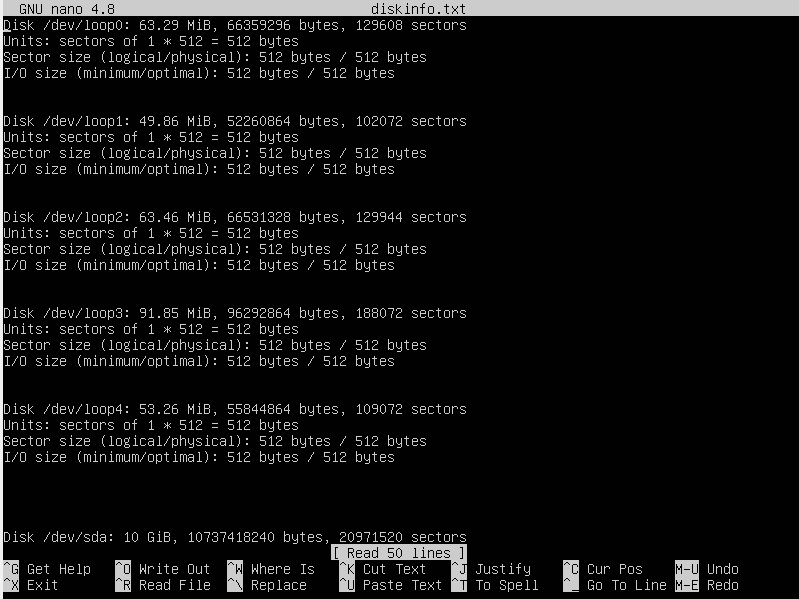 GNU nano 4.8 diskinfo.txt
Disk /dev/loop0: 63.29 MiB, 66359296 bytes, 129608 sectors
Units: sectors of 1 * 512 = 512 bytes
Sector size (logical/physical): 512 bytes / 512 bytes
I/O size (minimum/optimal): 512 bytes / 512 bytes
Disk /dev/loop1: 49.86 MiB, 52260864 bytes, 102072 sectors
Units: sectors of 1 * 512 = 512 bytes
Sector size (logical/physical): 512 bytes / 512 bytes
I/O size (minimum/optimal): 512 bytes / 512 bytes
Disk /dev/loop2: 63.46 MiB, 66531328 bytes, 129944 sectors
Units: sectors of 1 * 512 = 512 bytes
Sector size (logical/physical): 512 bytes / 512 bytes
I/O size (minimum/optimal): 512 bytes / 512 bytes
Disk /dev/loop3: 91.85 MiB, 96292864 bytes, 188072 sectors
Units: sectors of 1 * 512 = 512 bytes
Sector size (logical/physical): 512 bytes / 512 bytes
I/O size (minimum/optimal): 512 bytes / 512 bytes
Disk /dev/loop4: 53.26 MiB, 55844864 bytes, 109072 sectors
Units: sectors of 1 * 512 = 512 bytes
Sector size (logical/physical): 512 bytes / 512 bytes
I/O size (minimum/optimal): 512 bytes / 512 bytes
Disk /dev/sda: 10 GiB, 10737418240 bytes, 20971520 sectors
[ Read 50 lines ]
^G Get Help ^O Write Out ^W Where Is ^K Cut Text ^J Justify ^C Cur Pos M-U Undo
^X Exit ^R Read File ^\ Replace ^U Paste Text ^T To Spell ^_ Go To Line M-E Redo